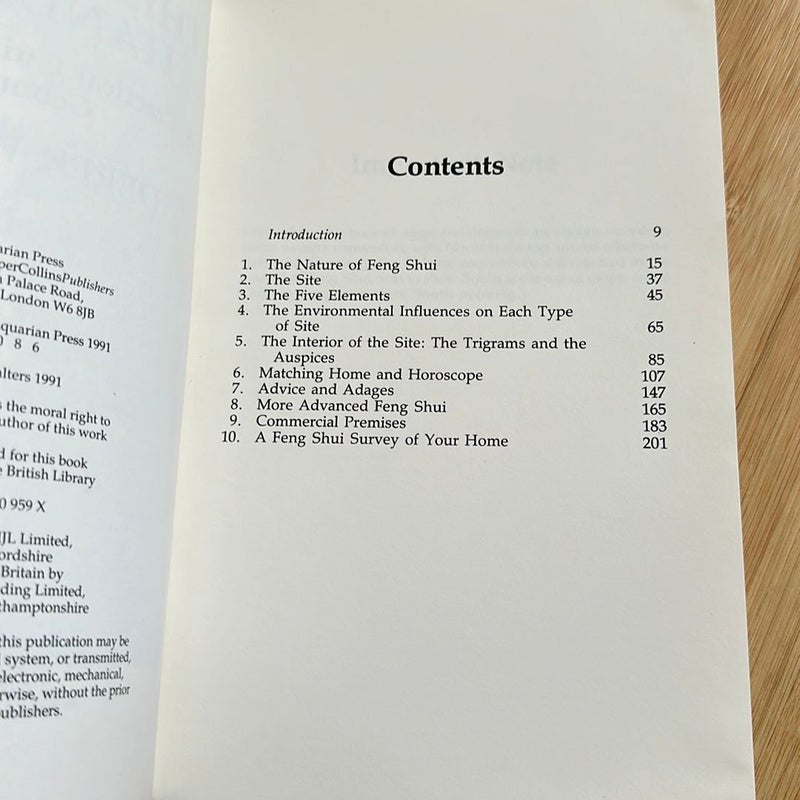 arian Press
perCollinsPublishers
Palace Road,
London W6 8JB
quarian Press 1991
0 8 6
alters 1991
s the moral right to
uthor of this work
d for this book
e British Library
0 959 X
JL Limited,
ordshire
Britain by
ding Limited,
thamptonshire
this publication may be
system, or transmitted,
electronic, mechanical,
rwise, without the prior
ublishers.
Contents
Introduction 9
1. The Nature of Feng Shui 15
2. The Site 37
3. The Five Elements 45
4. The Environmental Influences on Each Type
of Site 65
5. The Interior of the Site: The Trigrams and the
Auspices 85
6. Matching Home and Horoscope 107
7. Advice and Adages 147
8. More Advanced Feng Shui 165
9. Commercial Premises 183
10. A Feng Shui Survey of Your Home 201